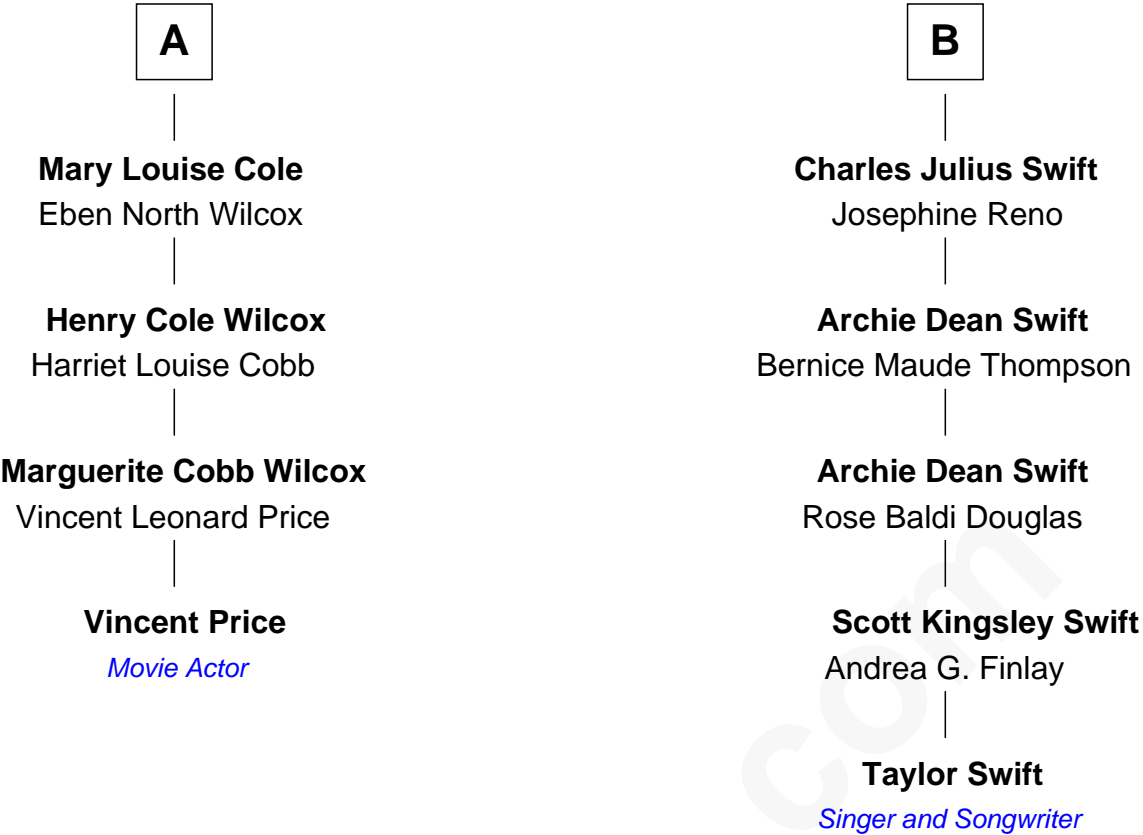 A
Mary Louise Cole
Eben North Wilcox
Henry Cole Wilcox
Harriet Louise Cobb
Marguerite Cobb Wilcox
Vincent Leonard Price
Vincent Price
Movie Actor
B
Charles Julius Swift
Josephine Reno
Archie Dean Swift
Bernice Maude Thompson
Archie Dean Swift
Rose Baldi Douglas
Scott Kingsley Swift
Andrea G. Finlay
Taylor Swift
Singer and Songwriter
com